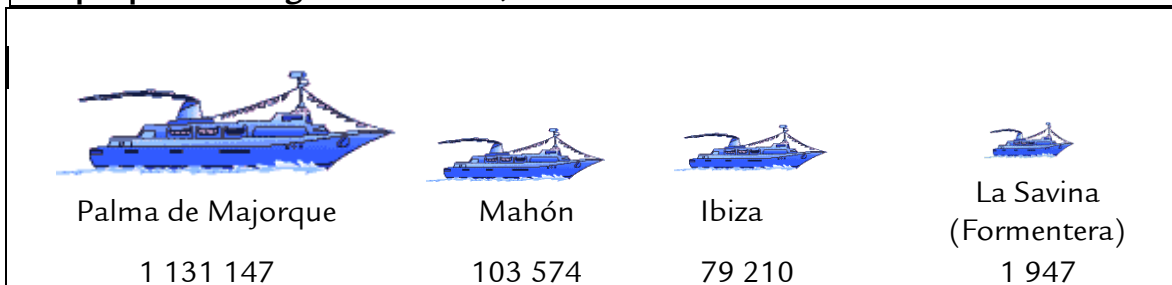 Palma de Majorque
Mahón
Ibiza
La Savina
(Formentera)
1 131 147
103 574
79 210
1 947